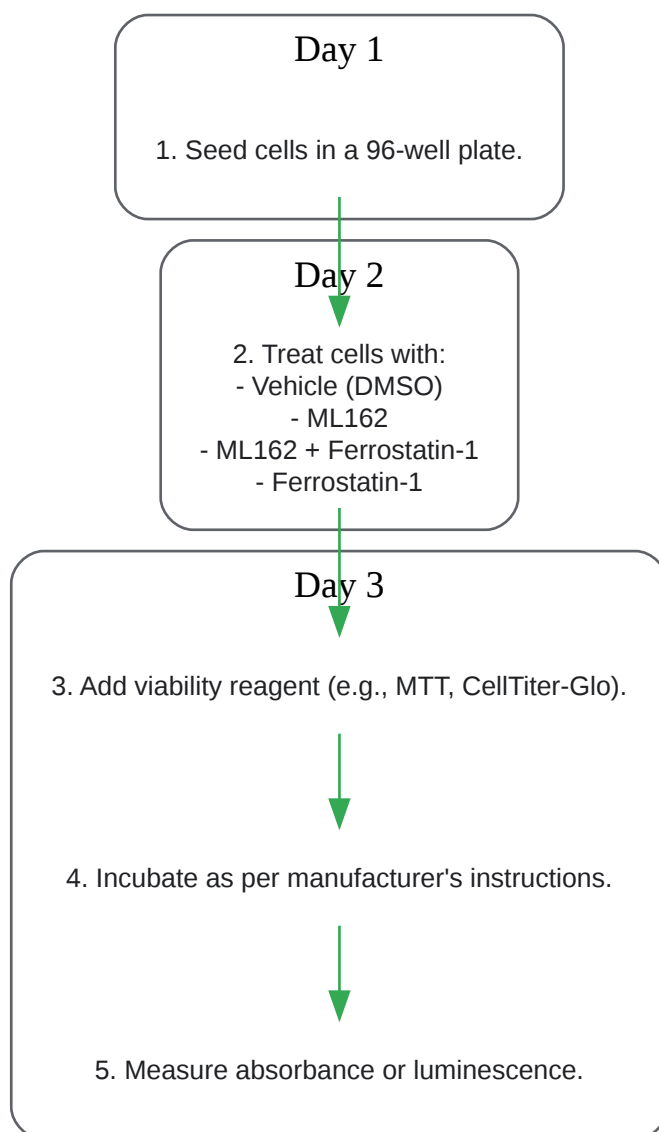 Day 1
1. Seed cells in a 96-well plate.
Day 2
2. Treat cells with:
- Vehicle (DMSO)
- ML162
- ML162 + Ferrostatin-1
- Ferrostatin-1
Day 3
3. Add viability reagent (e.g., MTT, CellTiter-Glo).
4. Incubate as per manufacturer's instructions.
5. Measure absorbance or luminescence.